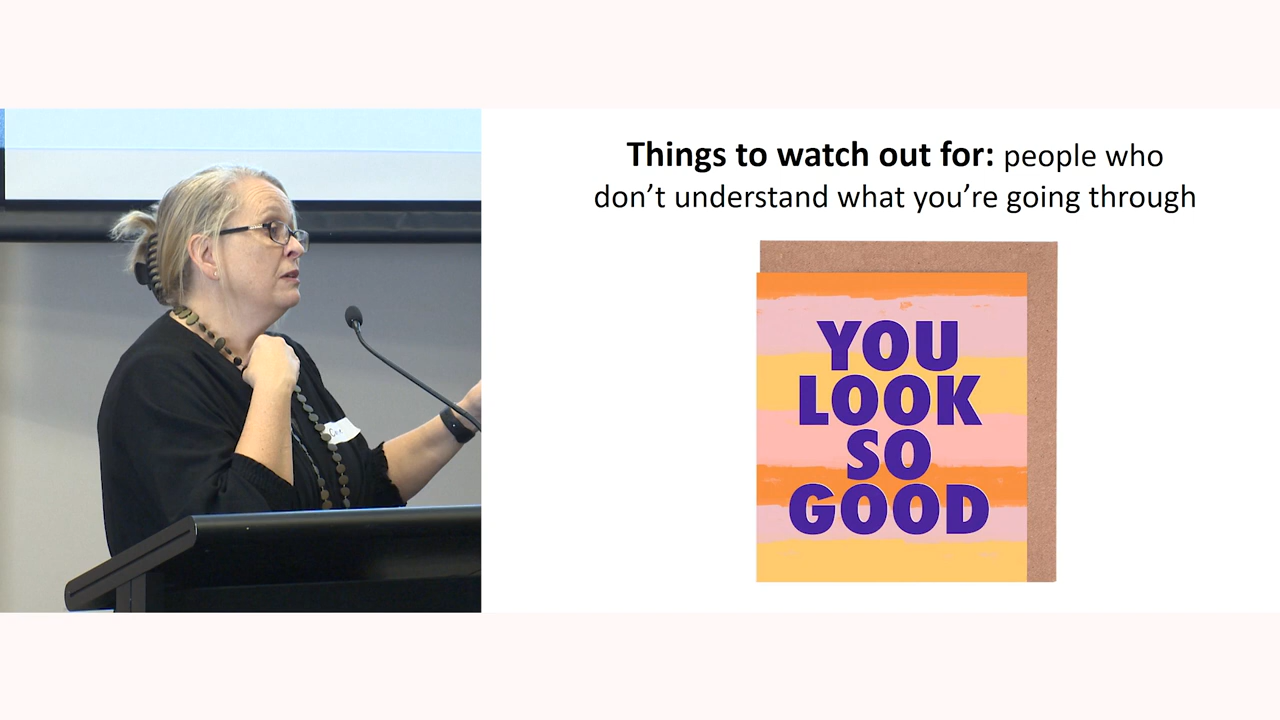 Things to watch out for: people who
don’t understand what you’re going through
YOU
LOOK
SO
GOOD